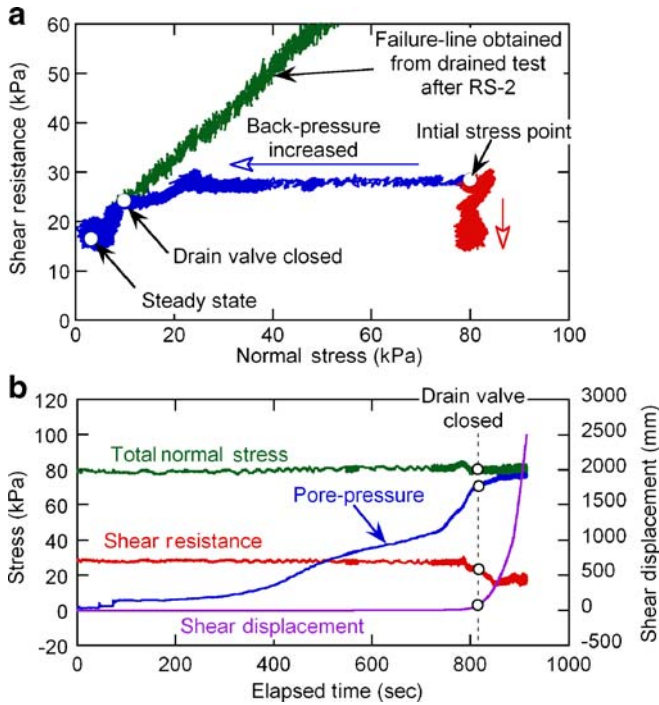 a
60
50
40
30
20
10
0
Shear resistance (kPa)
Failure-line obtained
from drained test
after RS-2
Back-pressure
increased
Intial stress point
Drain valve closed
Steady state
0 20 40 60 80 100
Normal stress (kPa)
b
120
100
80
60
40
20
0
-20
Stress (kPa)
Drain valve
closed
Total normal stress
Pore-pressure
Shear resistance
Shear displacement
3000
2500
2000
1500
1000
500
0
-500
Shear displacement (mm)
0 200 400 600 800 1000
Elapsed time (sec)